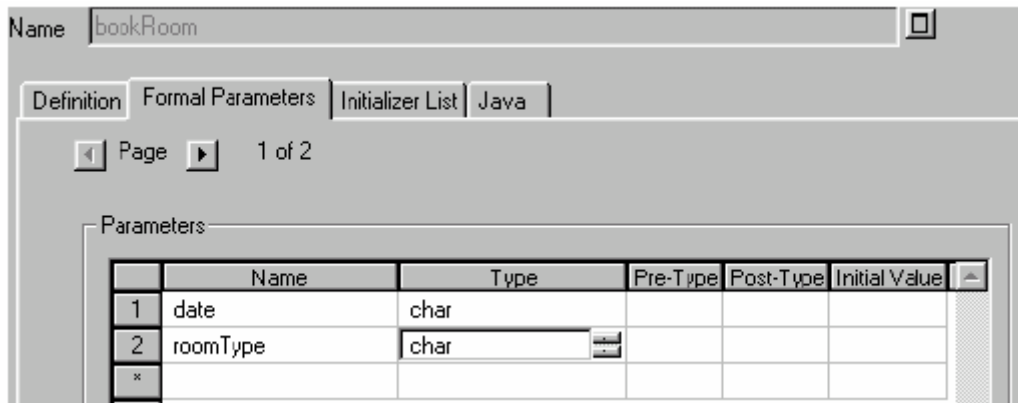 Name bookRoom
Definition Formal Parameters Initializer List Java
Page 1 of 2
Parameters
Name Type Pre-Type Post-Type Initial Value
1 date char
2 roomType char
*